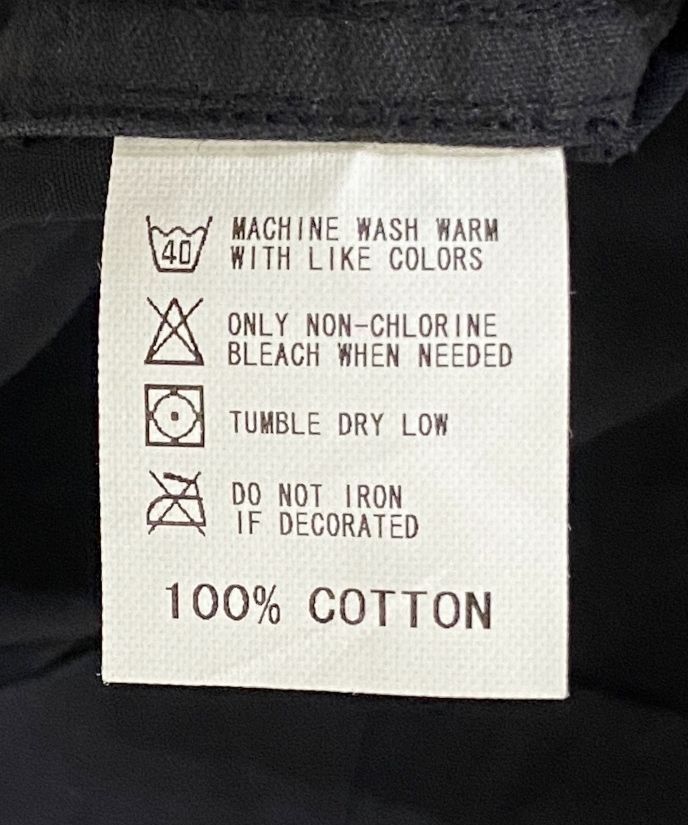 40
MACHINE WASH WARM
WITH LIKE COLORS
ONLY NON-CHLORINE
BLEACH WHEN NEEDED
TUMBLE DRY LOW
DO NOT IRON
IF DECORATED
100% COTTON